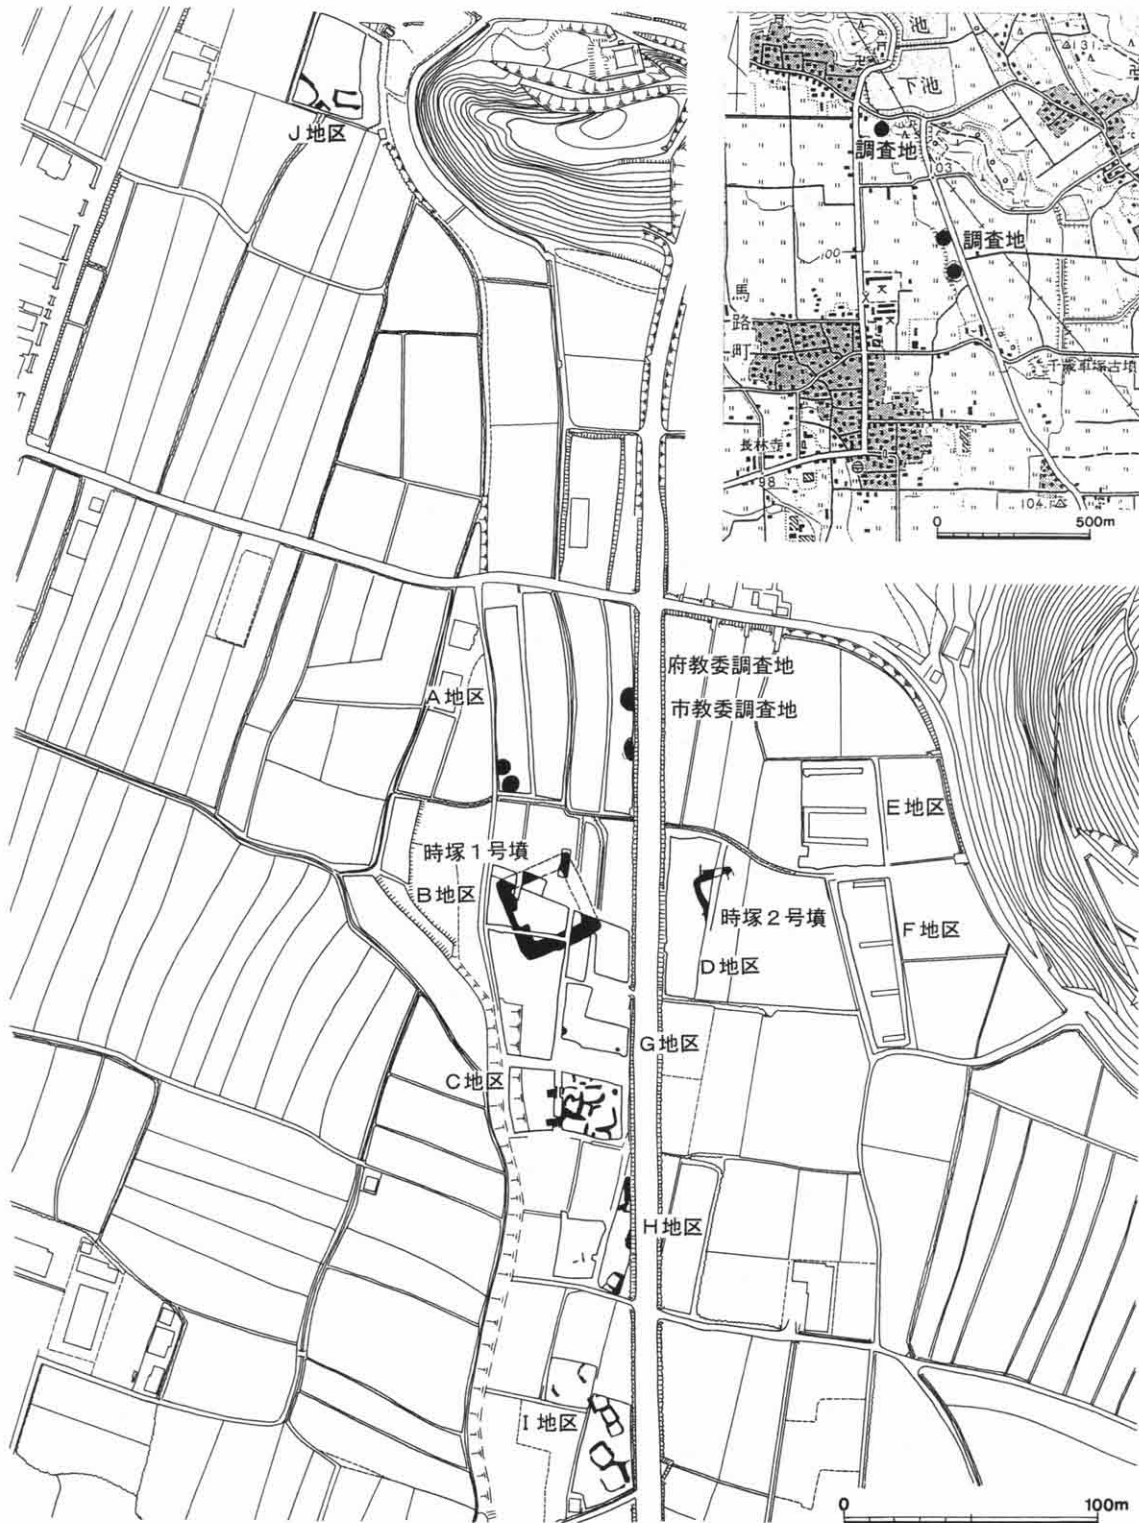 J地区
A地区
府教委調査地
市教委調査地
E地区
時塚1号墳
B地区
時塚2号墳
F地区
D地区
G地区
C地区
H地区
I地区
0 100m
池
131.2
下池
調査地
103
調査地
100
馬路町
千歳車塚古墳
長林寺
98
104.
0 500m